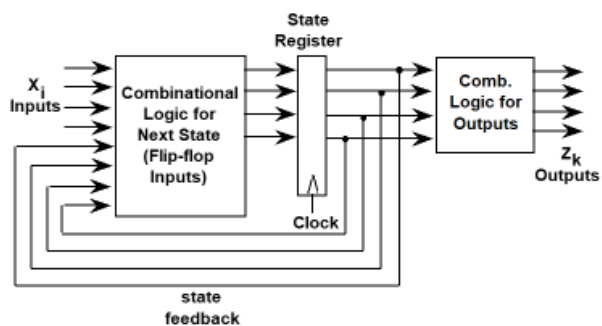 State
Register
X i
Inputs
Combinational
Logic for
Next State
(Flip-flop
Inputs)
Comb.
Logic for
Outputs
Z k
Outputs
Clock
state
feedback